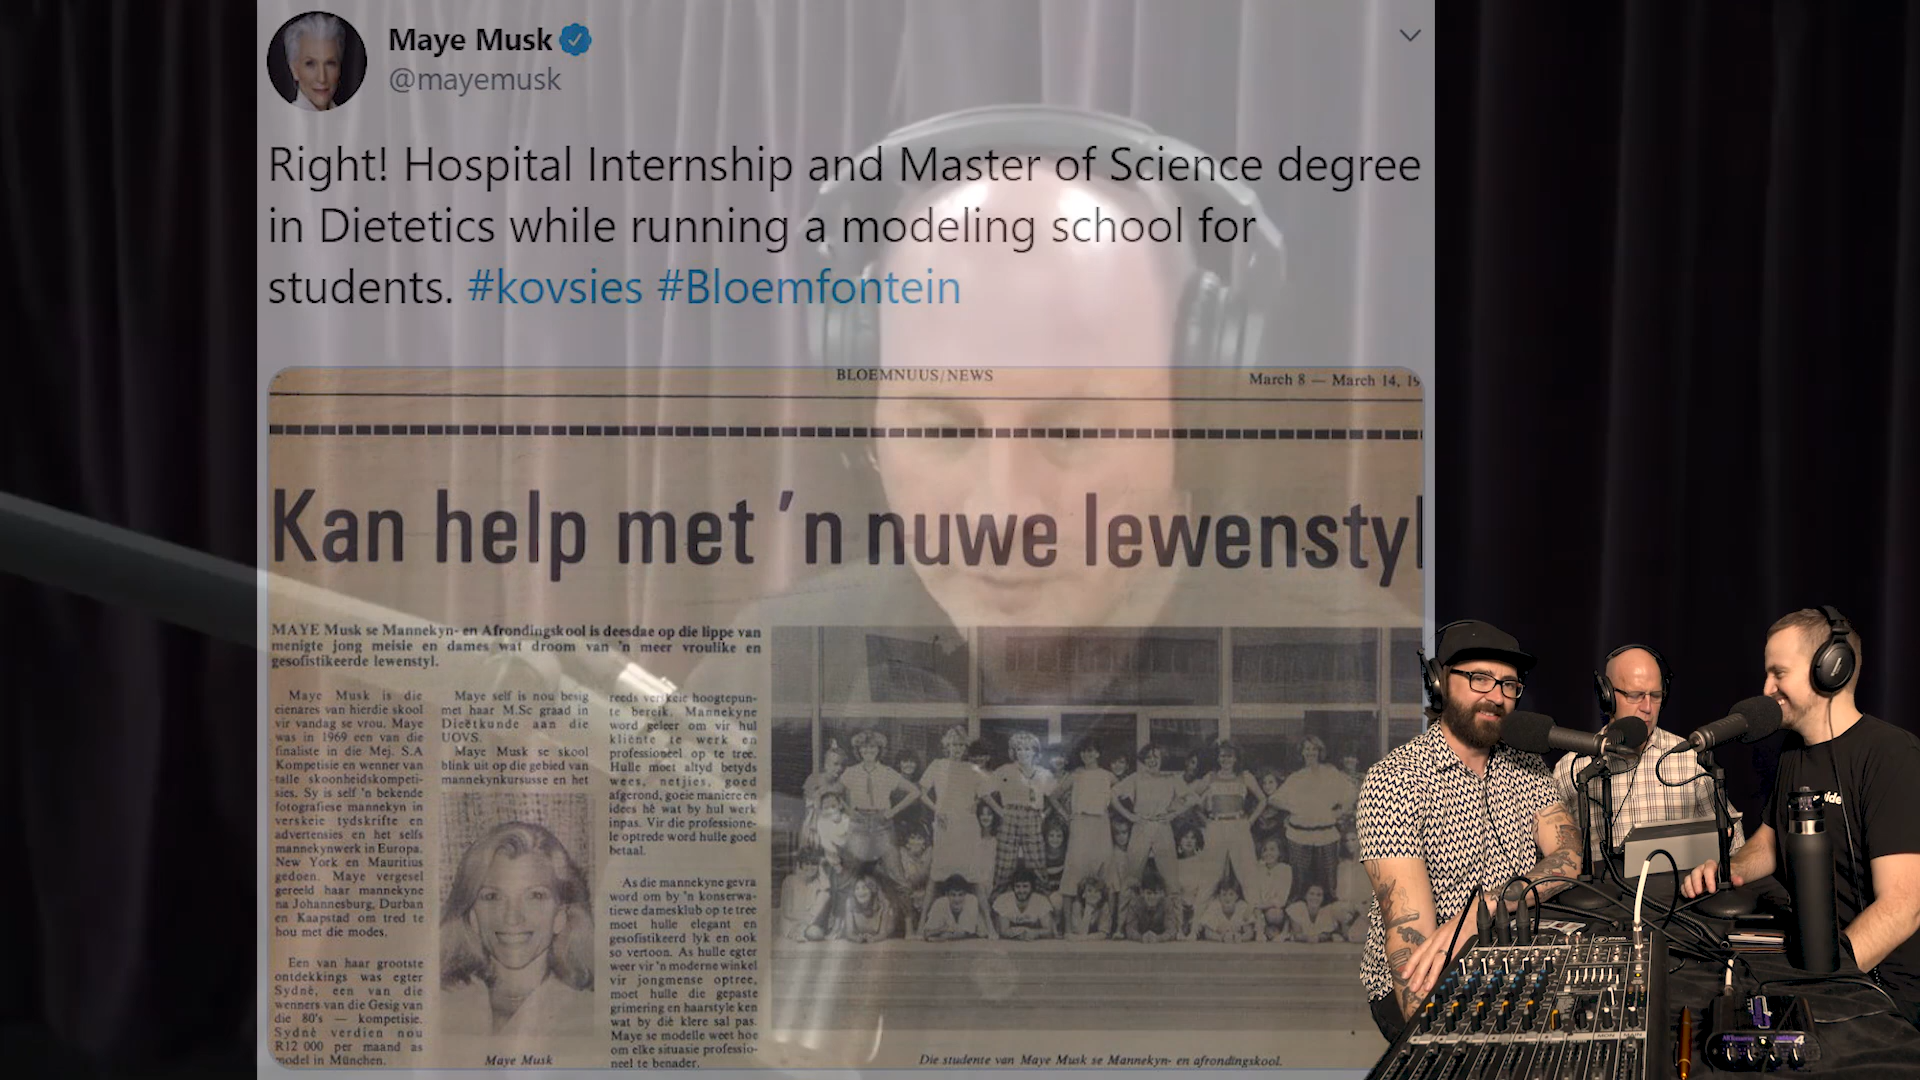 Maye Musk
@mayemusk
Right! Hospital Internship and Master of Science degree
in Dietetics while running a modeling school for
students. #kovsies #Bloemfontein
BLOEMNUUS/NEWS
March 8 — March 14, 19
Kan help met 'n nuwe lewenstyl
MAYE Musk se Mannekyn- en Afrondingskool is deesdae op die lippe van
menigte jong meisie en dames wat droom van 'n meer vroulike en
gesofistikeerde lewenstyl.
Maye Musk is die
eienares van hierdie skool
vir vandag se vrou. Maye
was in 1969 een van die
finaliste in die Mej. S.A
Kompetisie en wenner van
talle skoonheidskompeti-
sies. Sy is self 'n bekende
fotografiese mannekyn in
verskeie tydskrifte en
advertensies en het selfs
mannekynwerk in Europa,
New York en Mauritius
gedoen. Maye vergesel
gereeld haar mannekyne
na Johannesburg, Durban
en Kaapstad om tred te
hou met die modes.
Een van haar grootste
ontdekkings was egter
Sydnè, een van die
wenners van die Gesig van
die 80's — kompetisie.
Sydnè verdien nou
R12 000 per maand as
model in München.
Maye self is nou besig
met haar M.Sc graad in
Dieëtkunde aan die
UOVS.
Maye Musk se skool
blink uit op die gebied van
mannekynkursusse en het
Maye Musk
reeds verskeie hoogtepun-
te bereik. Mannekyne
word geleer om vir hul
kliënte te werk en
professioneel op te tree.
Hulle moet altyd betyds
wees, netjies, goed
afgerond, goeie maniere en
idees hê wat by hul werk
inpas. Vir die professione-
le optrede word hulle goed
betaal.
As die mannekyne gevra
word om by 'n konserwa-
tiewe damesklub op te tree
moet hulle elegant en
gesofistikeerd lyk en ook
so vertoon. As hulle egter
weer vir 'n moderne winkel
vir jongmense optree,
moet hulle die gepaste
grimering en haarstyle ken
wat by dié klere sal pas.
Maye se modelle weet hoe
om elke situasie professio-
neel te benader.
Die studente van Maye Musk se Mannekyn- en afrondingskool.